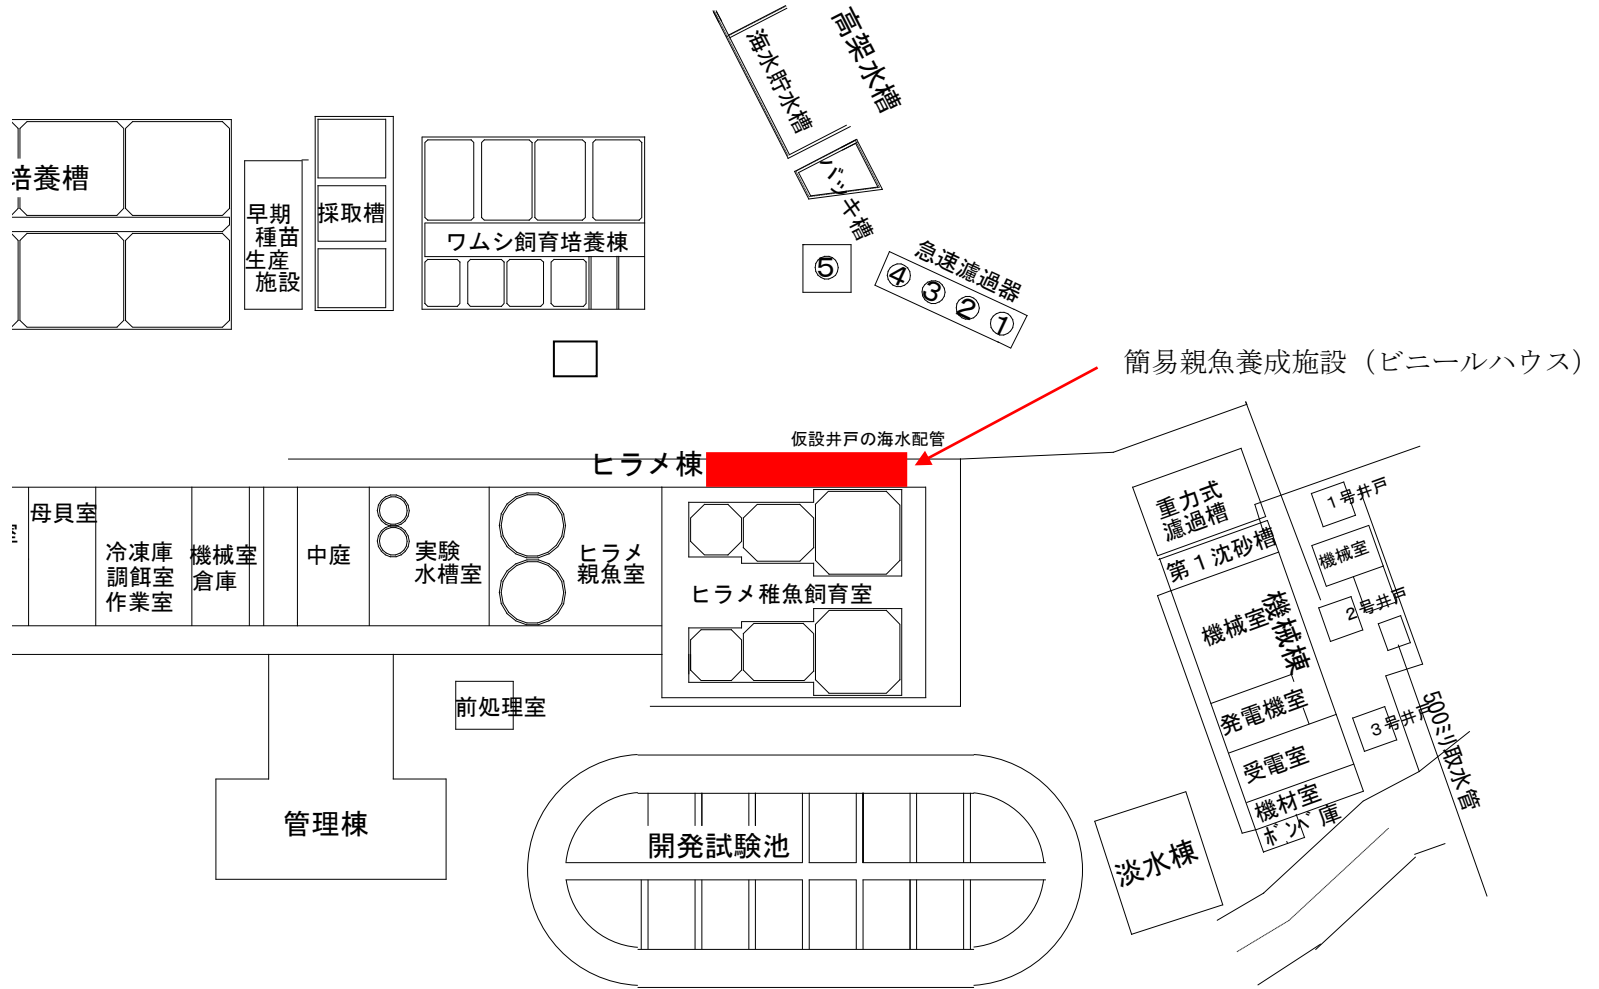 高架水槽
海水貯水槽
バッキ槽
培養槽
早期
種苗
生産
施設
採取槽
ワムシ飼育培養棟
⑤
急速濾過器
④
③
②
①
簡易親魚養成施設（ビニールハウス）
仮設井戸の海水配管
ヒラメ棟
母貝室
冷凍庫
調餌室
作業室
機械室
倉庫
中庭
実験
水槽室
ヒラメ
親魚室
ヒラメ稚魚飼育室
重力式
濾過槽
第１沈砂槽
１号井戸
機械室
２号井戸
機械室
機械棟
発電機室
３号井戸
500ミリ取水管
受電室
機材室
ボンベ庫
前処理室
管理棟
開発試験池
淡水棟